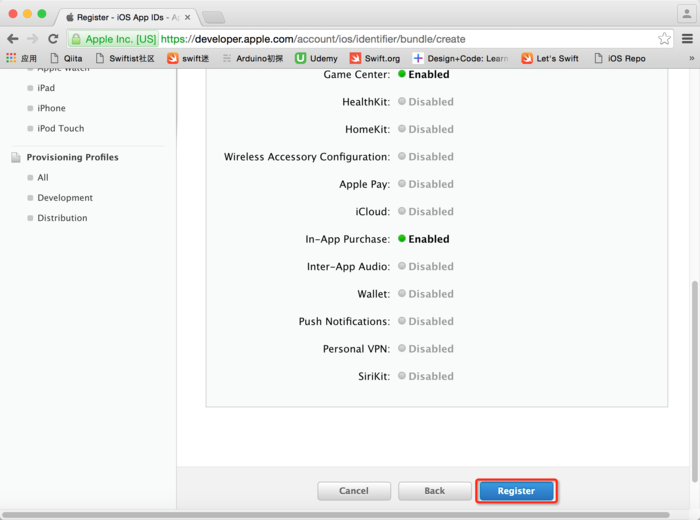 Register - iOS App IDs - Ap
Apple Inc. [US] https://developer.apple.com/account/ios/identifier/bundle/create
应用 Qiita Swiftist社区 swift迷 Arduino初探 Udemy Swift.org Design+Code: Learn Let's Swift iOS Repo »
Apple Watch
iPad
iPhone
iPod Touch
Provisioning Profiles
All
Development
Distribution
Game Center: Enabled
HealthKit: Disabled
HomeKit: Disabled
Wireless Accessory Configuration: Disabled
Apple Pay: Disabled
iCloud: Disabled
In-App Purchase: Enabled
Inter-App Audio: Disabled
Wallet: Disabled
Push Notifications: Disabled
Personal VPN: Disabled
SiriKit: Disabled
Cancel Back Register